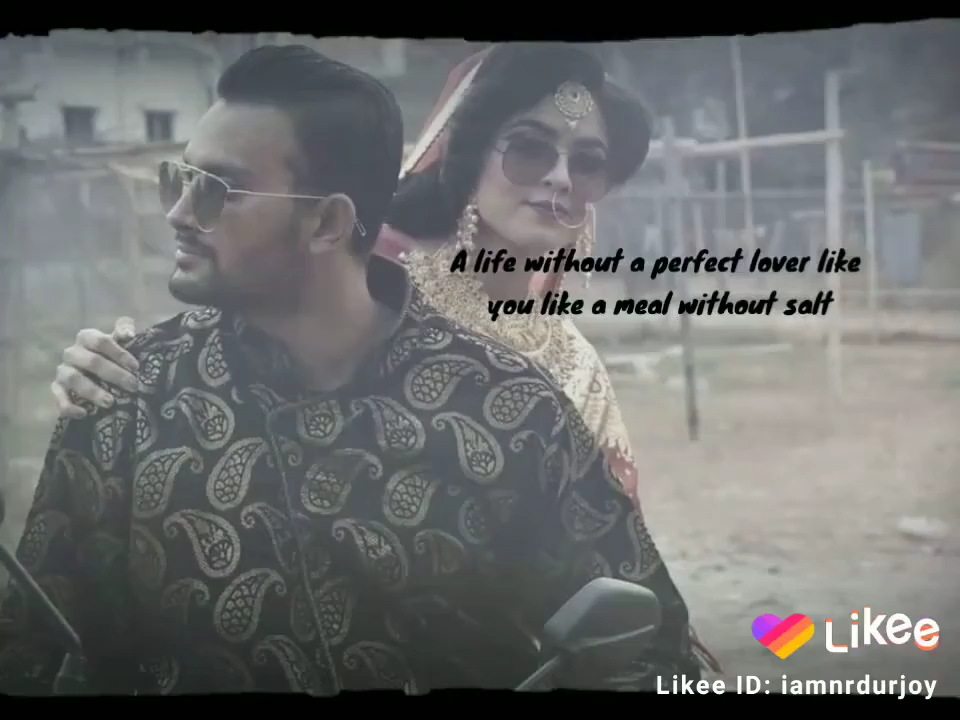 A life without a perfect lover like
you like a meal without salt
Likee
Likee ID: iamnrdurjoy